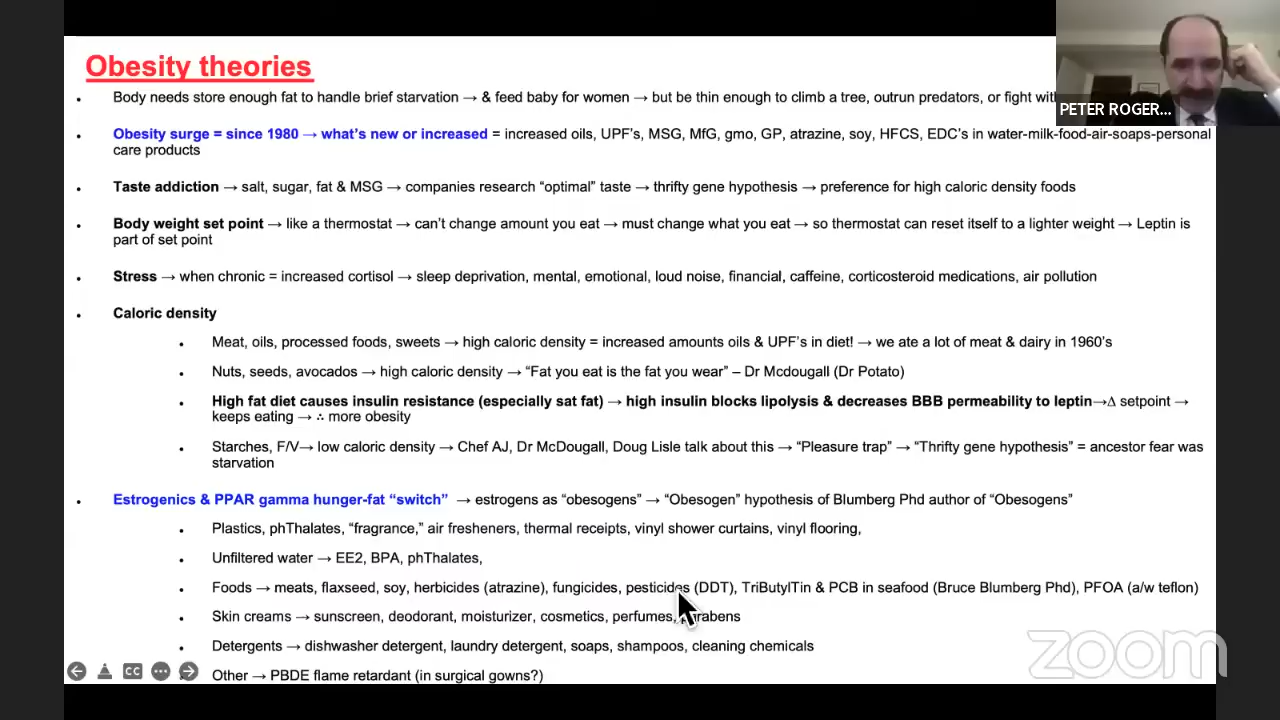 Obesity theories
PETER ROGER...
• Body needs store enough fat to handle brief starvation → & feed baby for women → but be thin enough to climb a tree, outrun predators, or fight
• Obesity surge = since 1980 → what's new or increased = increased oils, UPF's, MSG, MfG, gmo, GP, atrazine, soy, HFCS, EDC's in water-milk-food-air-soaps-personal
care products
• Taste addiction → salt, sugar, fat & MSG → companies research “optimal” taste → thrifty gene hypothesis → preference for high caloric density foods
• Body weight set point → like a thermostat → can't change amount you eat → must change what you eat → so thermostat can reset itself to a lighter weight → Leptin is
part of set point
• Stress → when chronic = increased cortisol → sleep deprivation, mental, emotional, loud noise, financial, caffeine, corticosteroid medications, air pollution
• Caloric density
• Meat, oils, processed foods, sweets → high caloric density = increased amounts oils & UPF's in diet! → we ate a lot of meat & dairy in 1960's
• Nuts, seeds, avocados → high caloric density → “Fat you eat is the fat you wear” – Dr Mcdougall (Dr Potato)
• High fat diet causes insulin resistance (especially sat fat) → high insulin blocks lipolysis & decreases BBB permeability to leptin→∆ setpoint →
keeps eating → ∴ more obesity
• Starches, F/V→ low caloric density → Chef AJ, Dr McDougall, Doug Lisle talk about this → “Pleasure trap” → “Thrifty gene hypothesis” = ancestor fear was
starvation
• Estrogenics & PPAR gamma hunger-fat “switch” → estrogens as “obesogens” → “Obesogen” hypothesis of Blumberg Phd author of “Obesogens”
• Plastics, phThalates, “fragrance,” air fresheners, thermal receipts, vinyl shower curtains, vinyl flooring,
• Unfiltered water → EE2, BPA, phThalates,
• Foods → meats, flaxseed, soy, herbicides (atrazine), fungicides, pesticides (DDT), TriButylTin & PCB in seafood (Bruce Blumberg Phd), PFOA (a/w teflon)
• Skin creams → sunscreen, deodorant, moisturizer, cosmetics, perfumes, parabens
• Detergents → dishwasher detergent, laundry detergent, soaps, shampoos, cleaning chemicals
• Other → PBDE flame retardant (in surgical gowns?)
CC
zoom